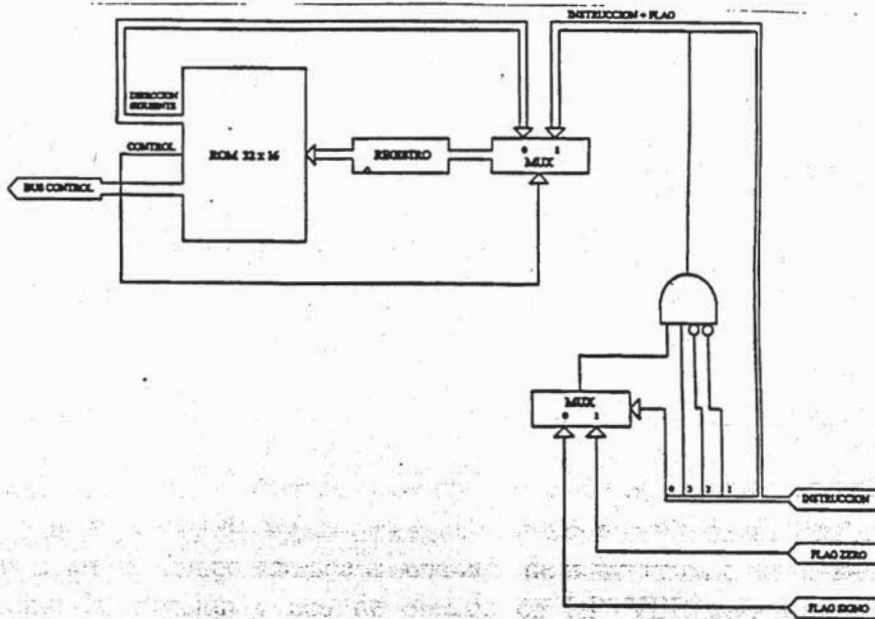 INSTRUCCION + FLAG
DIRECCION
SIGUIENTE
CONTROL
ROM 32 x 16
REGISTRO
0 1
MUX
BUS CONTROL
MUX
0 1
0 3 2 1
INSTRUCCION
FLAG ZERO
FLAG SIGNO